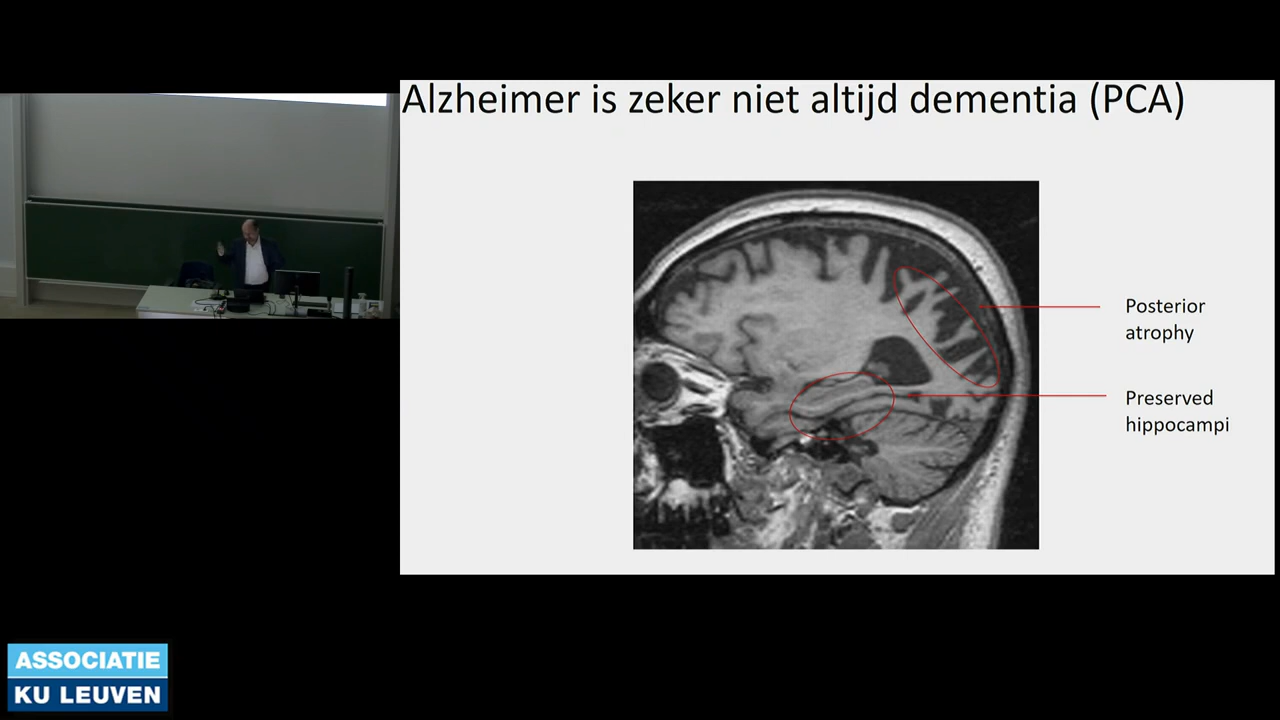 Alzheimer is zeker niet altijd dementia (PCA)
Posterior
atrophy
Preserved
hippocampi
ASSOCIATIE
KU LEUVEN